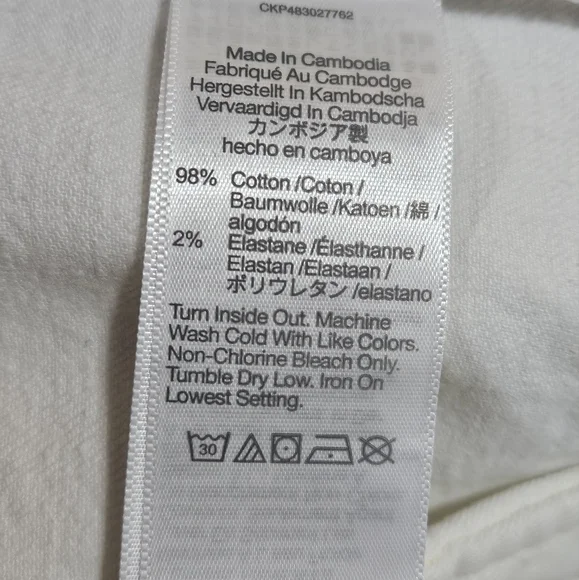 CKP483027762
Made In Cambodia
Fabriqué Au Cambodge
Hergestellt In Kambodscha
Vervaardigd In Cambodja
カンボジア製
hecho en camboya
98% Cotton /Coton /
Baumwolle /Katoen /綿 /
algodón
2% Elastane /Élasthanne /
Elastan /Elastaan /
ポリウレタン /elastano
Turn Inside Out. Machine
Wash Cold With Like Colors.
Non-Chlorine Bleach Only.
Tumble Dry Low. Iron On
Lowest Setting.
30